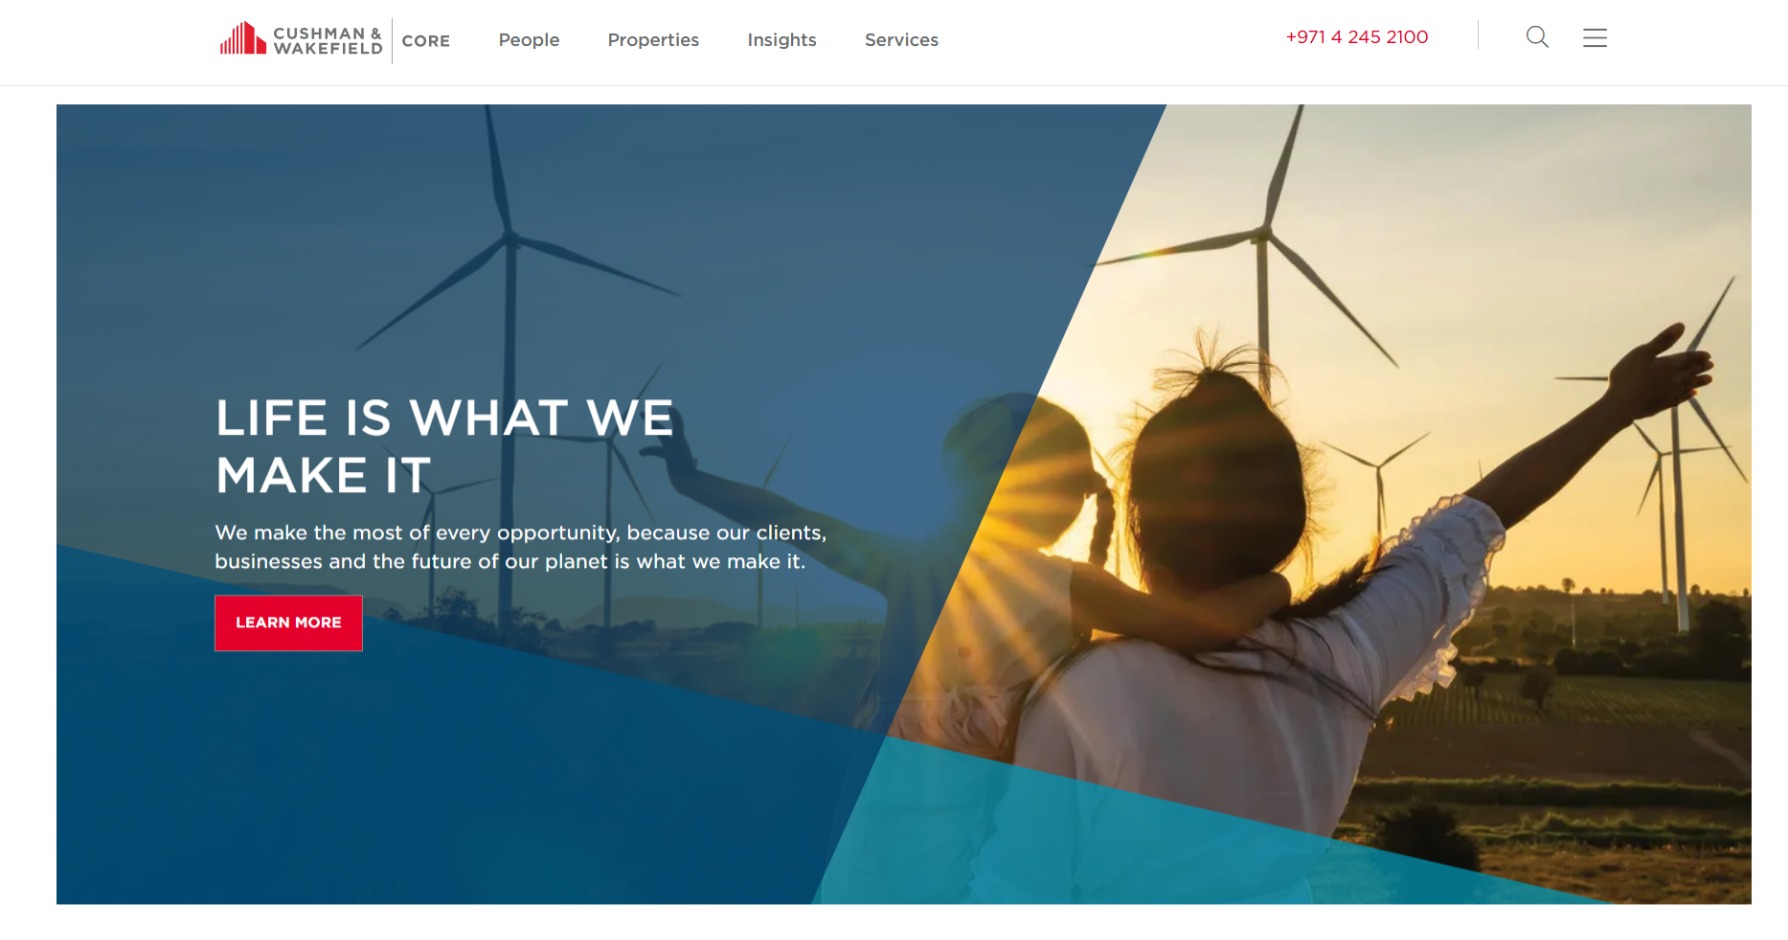 CUSHMAN &
WAKEFIELD
CORE
People
Properties
Insights
Services
+971 4 245 2100
LIFE IS WHAT WE
MAKE IT
We make the most of every opportunity, because our clients,
businesses and the future of our planet is what we make it.
LEARN MORE